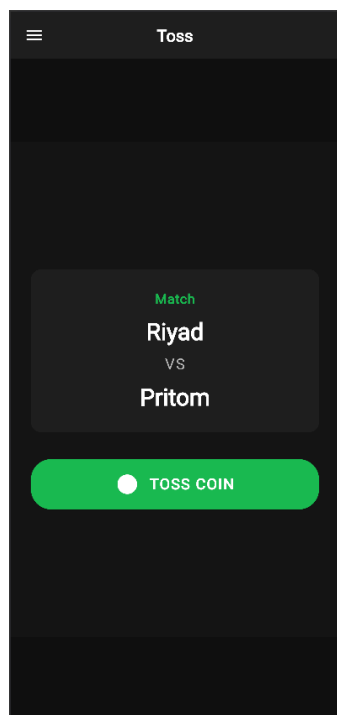 Toss
Match
Riyad
VS
Pritom
TOSS COIN